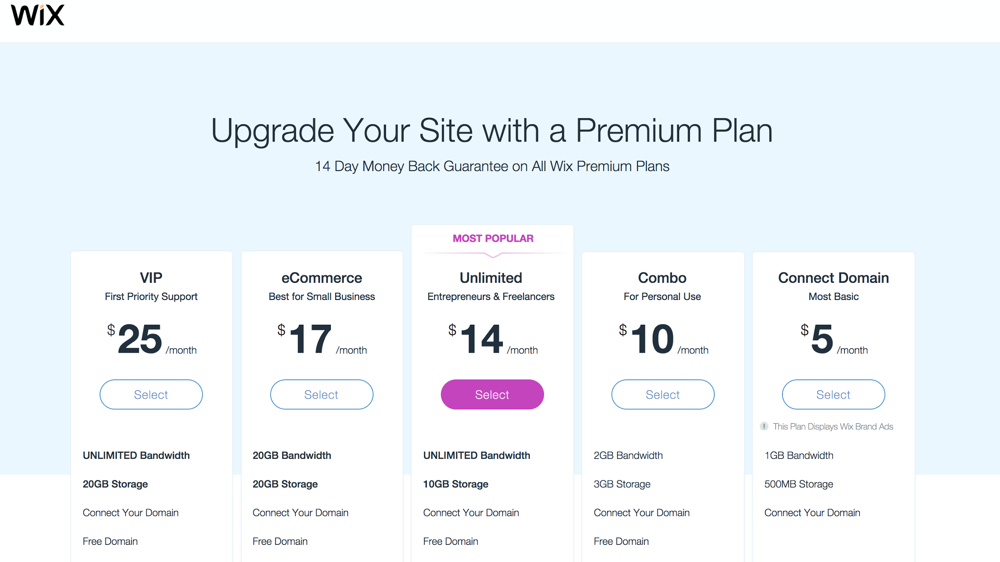 WiX
Upgrade Your Site with a Premium Plan
14 Day Money Back Guarantee on All Wix Premium Plans
VIP
First Priority Support
$25/month
Select
UNLIMITED Bandwidth
20GB Storage
Connect Your Domain
Free Domain
eCommerce
Best for Small Business
$17/month
Select
20GB Bandwidth
20GB Storage
Connect Your Domain
Free Domain
MOST POPULAR
Unlimited
Entrepreneurs & Freelancers
$14/month
Select
UNLIMITED Bandwidth
10GB Storage
Connect Your Domain
Free Domain
Combo
For Personal Use
$10/month
Select
2GB Bandwidth
3GB Storage
Connect Your Domain
Free Domain
Connect Domain
Most Basic
$5/month
Select
! This Plan Displays Wix Brand Ads
1GB Bandwidth
500MB Storage
Connect Your Domain